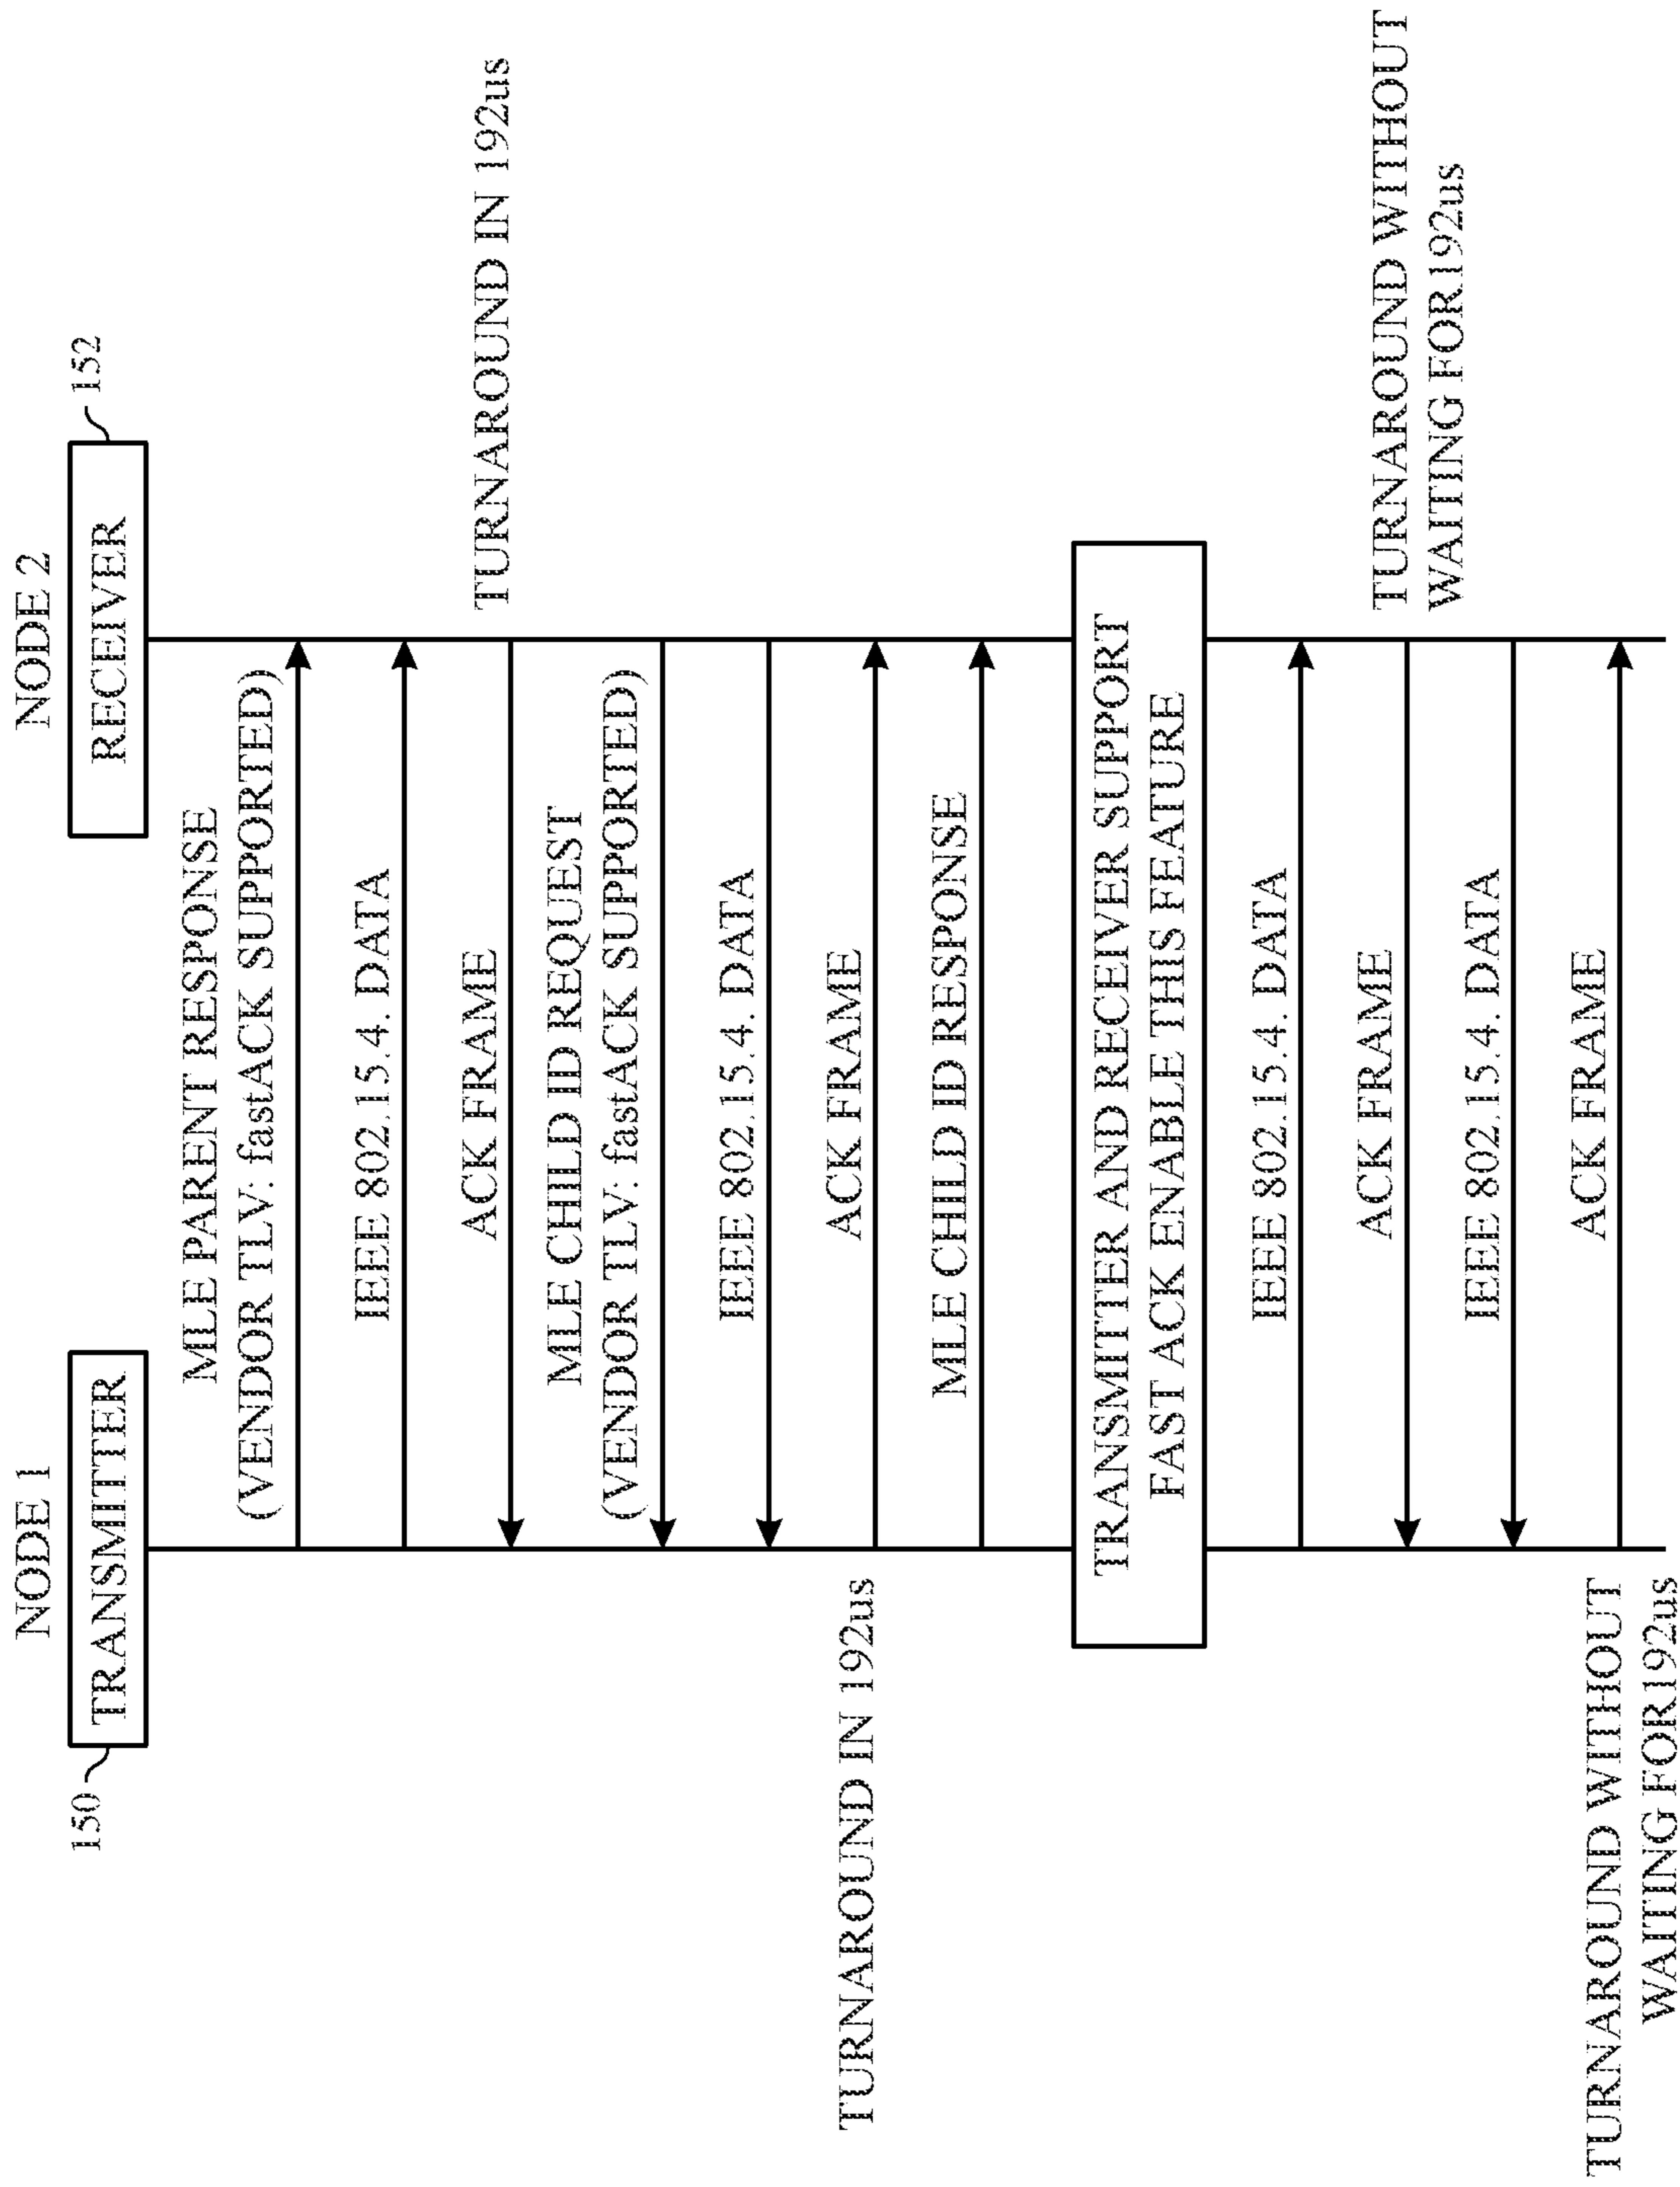 NODE 1
NODE 2
TRANSMITTER
RECEIVER
150
152
MLE PARENT RESPONSE
(VENDOR TLV: fastACK SUPPORTED)
IEEE 802.15.4. DATA
ACK FRAME
TURNAROUND IN 192us
MLE CHILD ID REQUEST
(VENDOR TLV: fastACK SUPPORTED)
IEEE 802.15.4. DATA
ACK FRAME
TURNAROUND IN 192us
MLE CHILD ID RESPONSE
TRANSMITTER AND RECEIVER SUPPORT
FAST ACK ENABLE THIS FEATURE
IEEE 802.15.4. DATA
ACK FRAME
TURNAROUND WITHOUT
WAITING FOR192us
IEEE 802.15.4. DATA
ACK FRAME
TURNAROUND WITHOUT
WAITING FOR192us